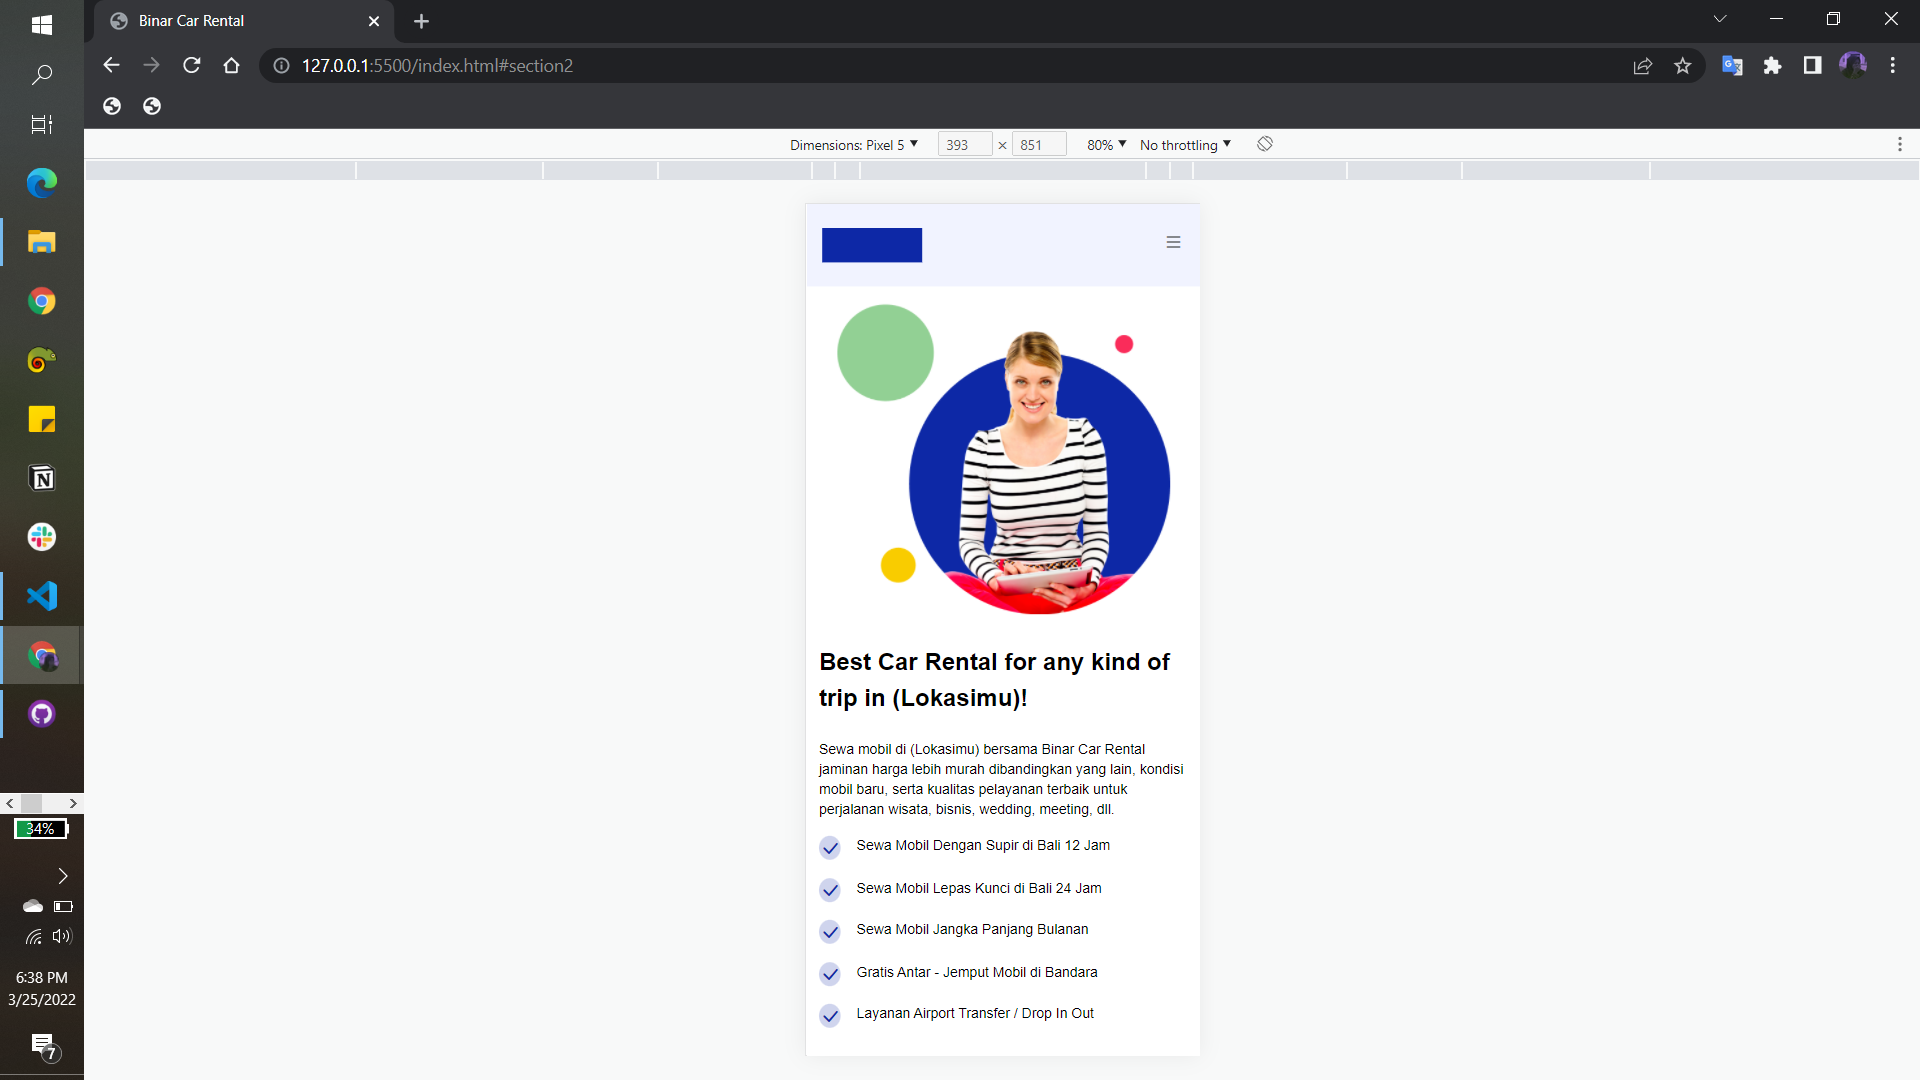 Binar Car Rental
127.0.0.1:5500/index.html#section2
Dimensions: Pixel 5 393 × 851 80% No throttling
Best Car Rental for any kind of
trip in (Lokasimu)!
Sewa mobil di (Lokasimu) bersama Binar Car Rental
jaminan harga lebih murah dibandingkan yang lain, kondisi
mobil baru, serta kualitas pelayanan terbaik untuk
perjalanan wisata, bisnis, wedding, meeting, dll.
Sewa Mobil Dengan Supir di Bali 12 Jam
Sewa Mobil Lepas Kunci di Bali 24 Jam
Sewa Mobil Jangka Panjang Bulanan
Gratis Antar - Jemput Mobil di Bandara
Layanan Airport Transfer / Drop In Out
34%
6:38 PM
3/25/2022
7